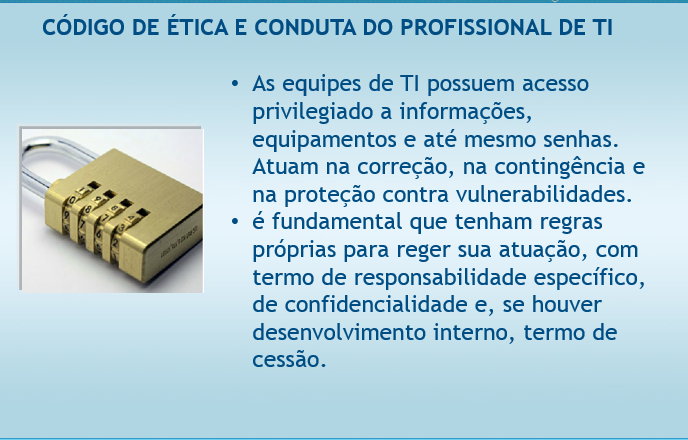 CÓDIGO DE ÉTICA E CONDUTA DO PROFISSIONAL DE TI
• As equipes de TI possuem acesso
privilegiado a informações,
equipamentos e até mesmo senhas.
Atuam na correção, na contingência e
na proteção contra vulnerabilidades.
• é fundamental que tenham regras
próprias para reger sua atuação, com
termo de responsabilidade específico,
de confidencialidade e, se houver
desenvolvimento interno, termo de
cessão.